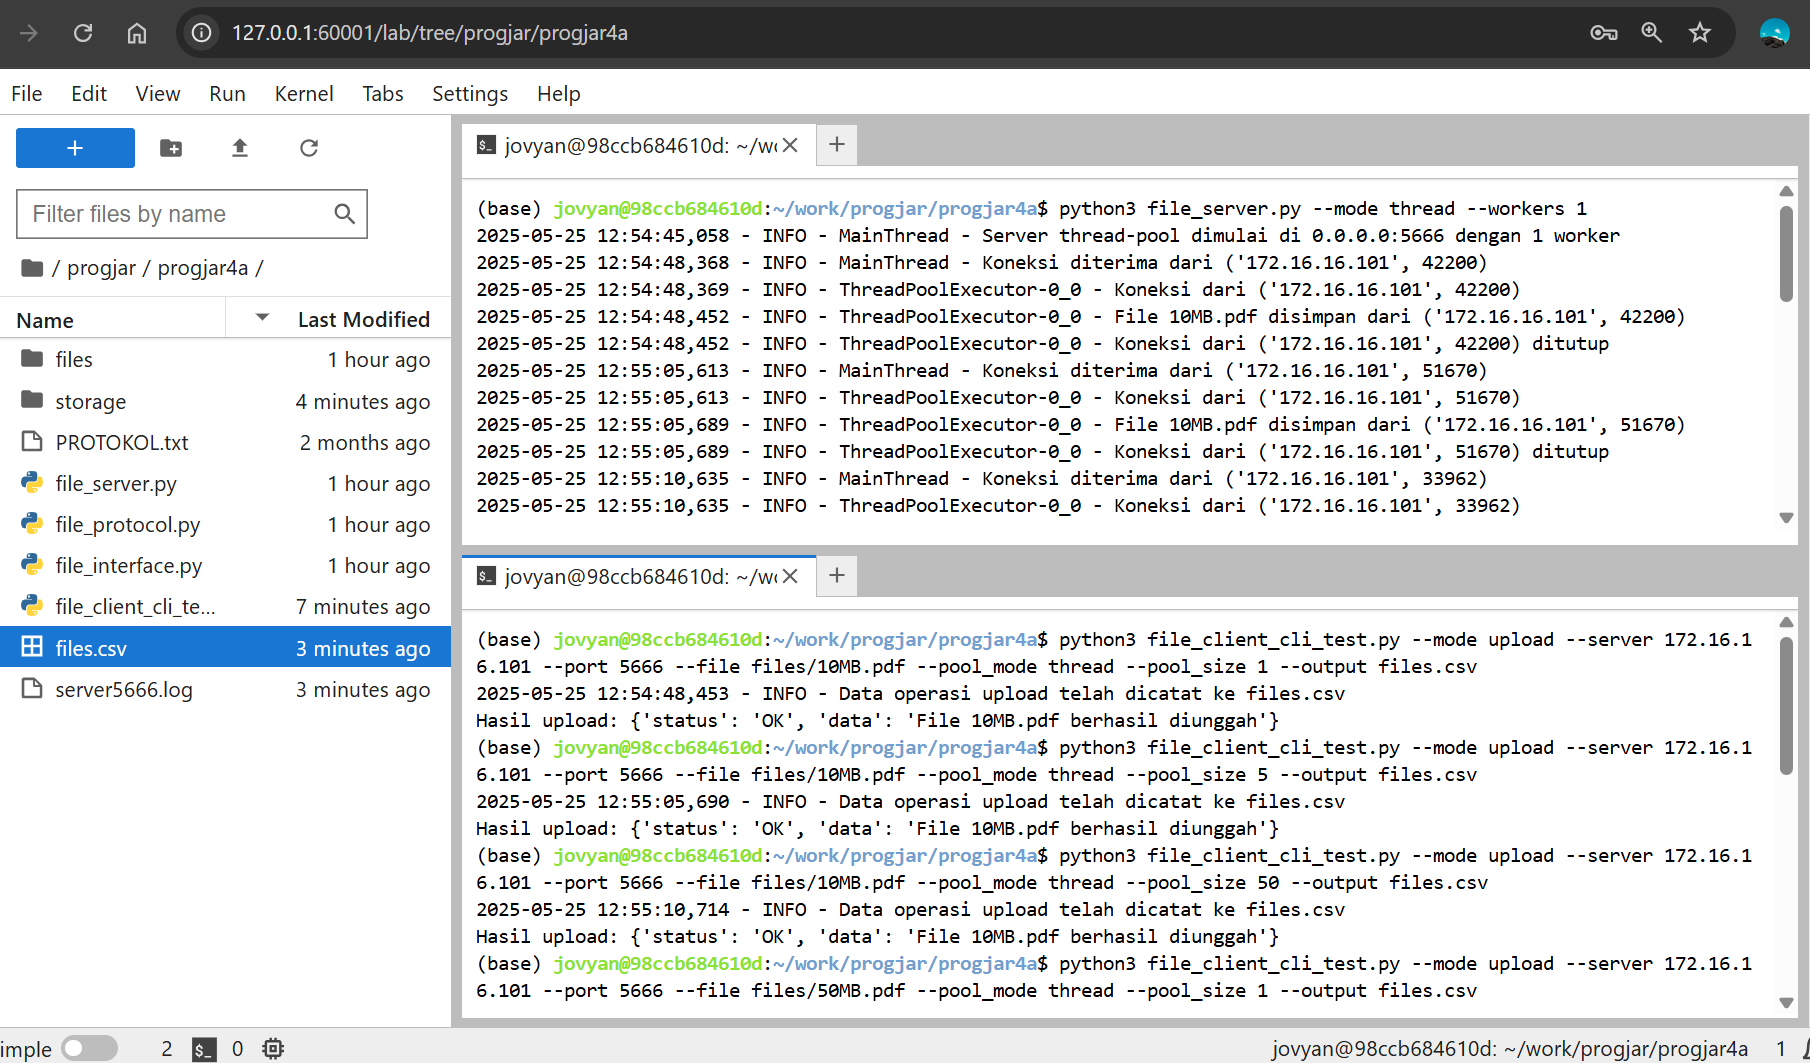 127.0.0.1:60001/lab/tree/progjar/progjar4a
File Edit View Run Kernel Tabs Settings Help
+
Filter files by name
/ progjar / progjar4a /
Name Last Modified
files 1 hour ago
storage 4 minutes ago
PROTOKOL.txt 2 months ago
file_server.py 1 hour ago
file_protocol.py 1 hour ago
file_interface.py 1 hour ago
file_client_cli_te... 7 minutes ago
files.csv 3 minutes ago
server5666.log 3 minutes ago
jovyan@98ccb684610d: ~/w
(base) jovyan@98ccb684610d:~/work/progjar/progjar4a$ python3 file_server.py --mode thread --workers 1
2025-05-25 12:54:45,058 - INFO - MainThread - Server thread-pool dimulai di 0.0.0.0:5666 dengan 1 worker
2025-05-25 12:54:48,368 - INFO - MainThread - Koneksi diterima dari ('172.16.16.101', 42200)
2025-05-25 12:54:48,369 - INFO - ThreadPoolExecutor-0_0 - Koneksi dari ('172.16.16.101', 42200)
2025-05-25 12:54:48,452 - INFO - ThreadPoolExecutor-0_0 - File 10MB.pdf disimpan dari ('172.16.16.101', 42200)
2025-05-25 12:54:48,452 - INFO - ThreadPoolExecutor-0_0 - Koneksi dari ('172.16.16.101', 42200) ditutup
2025-05-25 12:55:05,613 - INFO - MainThread - Koneksi diterima dari ('172.16.16.101', 51670)
2025-05-25 12:55:05,613 - INFO - ThreadPoolExecutor-0_0 - Koneksi dari ('172.16.16.101', 51670)
2025-05-25 12:55:05,689 - INFO - ThreadPoolExecutor-0_0 - File 10MB.pdf disimpan dari ('172.16.16.101', 51670)
2025-05-25 12:55:05,689 - INFO - ThreadPoolExecutor-0_0 - Koneksi dari ('172.16.16.101', 51670) ditutup
2025-05-25 12:55:10,635 - INFO - MainThread - Koneksi diterima dari ('172.16.16.101', 33962)
2025-05-25 12:55:10,635 - INFO - ThreadPoolExecutor-0_0 - Koneksi dari ('172.16.16.101', 33962)
jovyan@98ccb684610d: ~/w
(base) jovyan@98ccb684610d:~/work/progjar/progjar4a$ python3 file_client_cli_test.py --mode upload --server 172.16.1
6.101 --port 5666 --file files/10MB.pdf --pool_mode thread --pool_size 1 --output files.csv
2025-05-25 12:54:48,453 - INFO - Data operasi upload telah dicatat ke files.csv
Hasil upload: {'status': 'OK', 'data': 'File 10MB.pdf berhasil diunggah'}
(base) jovyan@98ccb684610d:~/work/progjar/progjar4a$ python3 file_client_cli_test.py --mode upload --server 172.16.1
6.101 --port 5666 --file files/10MB.pdf --pool_mode thread --pool_size 5 --output files.csv
2025-05-25 12:55:05,690 - INFO - Data operasi upload telah dicatat ke files.csv
Hasil upload: {'status': 'OK', 'data': 'File 10MB.pdf berhasil diunggah'}
(base) jovyan@98ccb684610d:~/work/progjar/progjar4a$ python3 file_client_cli_test.py --mode upload --server 172.16.1
6.101 --port 5666 --file files/10MB.pdf --pool_mode thread --pool_size 50 --output files.csv
2025-05-25 12:55:10,714 - INFO - Data operasi upload telah dicatat ke files.csv
Hasil upload: {'status': 'OK', 'data': 'File 10MB.pdf berhasil diunggah'}
(base) jovyan@98ccb684610d:~/work/progjar/progjar4a$ python3 file_client_cli_test.py --mode upload --server 172.16.1
6.101 --port 5666 --file files/50MB.pdf --pool_mode thread --pool_size 1 --output files.csv
imple 2 0 jovyan@98ccb684610d: ~/work/progjar/progjar4a 1